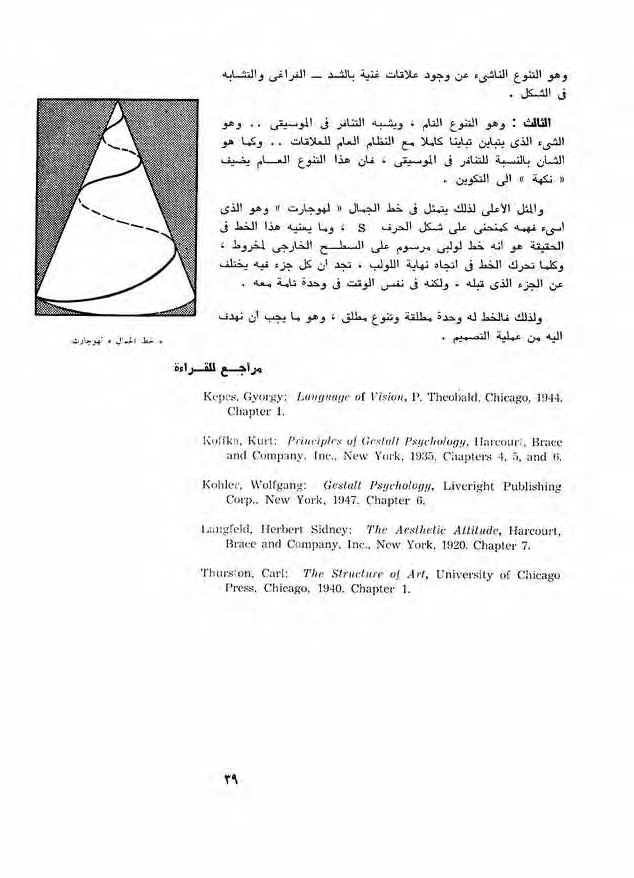 وهو التنوع الناشىء عن وجود علاقات غنية بالشد ــ الفراغى والتشابه
فى الشكل .
الثالث : وهو التنوع التام ، ويشبه التنافر فى الموسيقى . . وهو
الشىء الذى يتباين تباينا كاملا مع النظام العام للعلاقات . . وكما هو
الشأن بالنسبة للتنافر فى الموسيقى ، فان هذا التنوع العام يضيف
« نكهة » الى التكوين .
والمثل الأعلى لذلك يتمثل فى خط الجمال « لهوجارت » وهو الذى
اسىء فهمه كمنحنى على شكل الحرف S ، وما يعنيه هذا الخط فى
الحقيقة هو انه خط لولبى مرسوم على السطح الخارجى لمخروط ،
وكلما تحرك الخط فى اتجاه نهاية اللولب ، تجد ان كل جزء فيه يختلف
عن الجزء الذى قبله ، ولكنه فى نفس الوقت فى وحدة تامة معه .
ولذلك فالخط له وحدة مطلقة وتنوع مطلق ، وهو ما يجب أن نهدف
اليه من عملية التصميم .
« خط الجمال » لهوجارت
مراجع للقراءة
Kepes, Gyorgy: Language of Vision, P. Theobald, Chicago, 1944.
Chapter 1.
Koffka, Kurt: Principles of Gestalt Psychology, Harcourt, Brace
and Company, Inc., New York, 1935. Chapters 4, 5, and 6.
Kohler, Wolfgang: Gestalt Psychology, Liveright Publishing
Corp., New York, 1947. Chapter 6.
Langfeld, Herbert Sidney: The Aesthetic Attitude, Harcourt,
Brace and Company, Inc., New York, 1920. Chapter 7.
Thurston, Carl: The Structure of Art, University of Chicago
Press, Chicago, 1940. Chapter 1.
٣٩